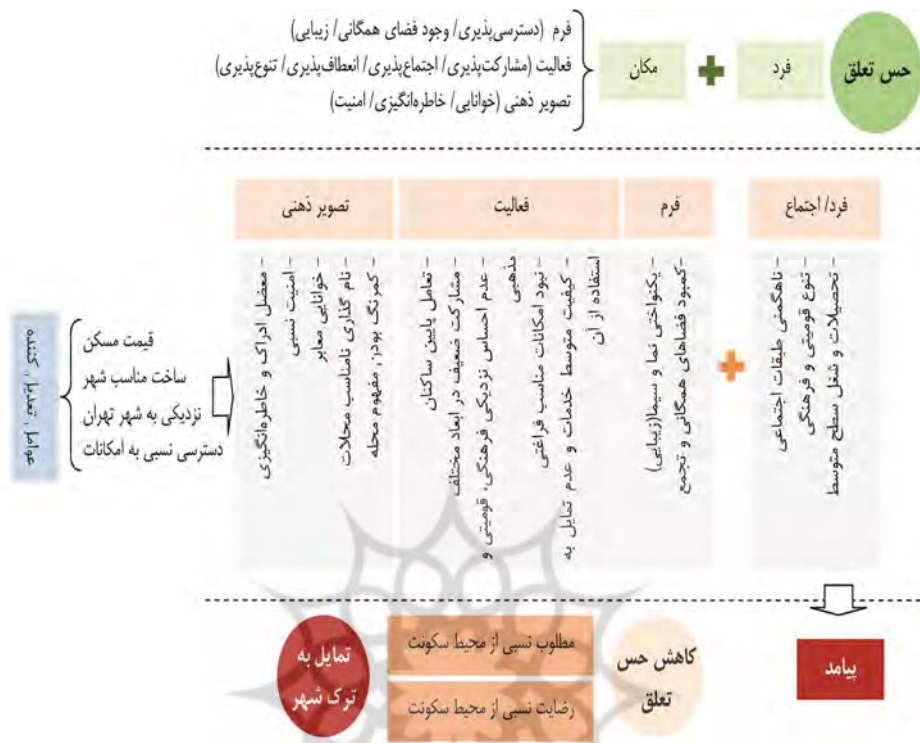 حس تعلق
فرد
مکان
فرم (دسترسی‌پذیری/ وجود فضای همگانی/ زیبایی)
فعالیت (مشارکت‌پذیری/ اجتماع‌پذیری/ انعطاف‌پذیری/ تنوع‌پذیری)
تصویر ذهنی (خوانایی/ خاطره‌انگیزی/ امنیت)
فرد/ اجتماع
- تحصیلات و شغل سطح متوسط
- تنوع قومیتی و فرهنگی
- ناهگمنی طبقات اجتماعی
فرم
- کمبود فضاهای همگانی و تجمع
- یکنواختی نما و سیما(زیبایی)
فعالیت
- تعامل پایین ساکنان
- مشارکت ضعیف در ابعاد مختلف
- عدم احساس نزدیکی فرهنگی، قومیتی و
مذهبی
- نبود امکانات مناسب فراغتی
- کیفیت متوسط خدمات و عدم تمایل به
استفاده از آن
تصویر ذهنی
- کمرنگ بودن مفهوم محله
- نام گذاری نامناسب محلات
- خوانایی معابر
- امنیت نسبی
- معضل ادراک و خاطره‌انگیزی
قیمت مسکن
ساخت مناسب شهر
نزدیکی به شهر تهران
دسترسی نسبی به امکانات
عوامل تعدیل کننده
پیامد
کاهش حس
تعلق
مطلوب نسبی از محیط سکونت
رضایت نسبی از محیط سکونت
تمایل به
ترک شهر